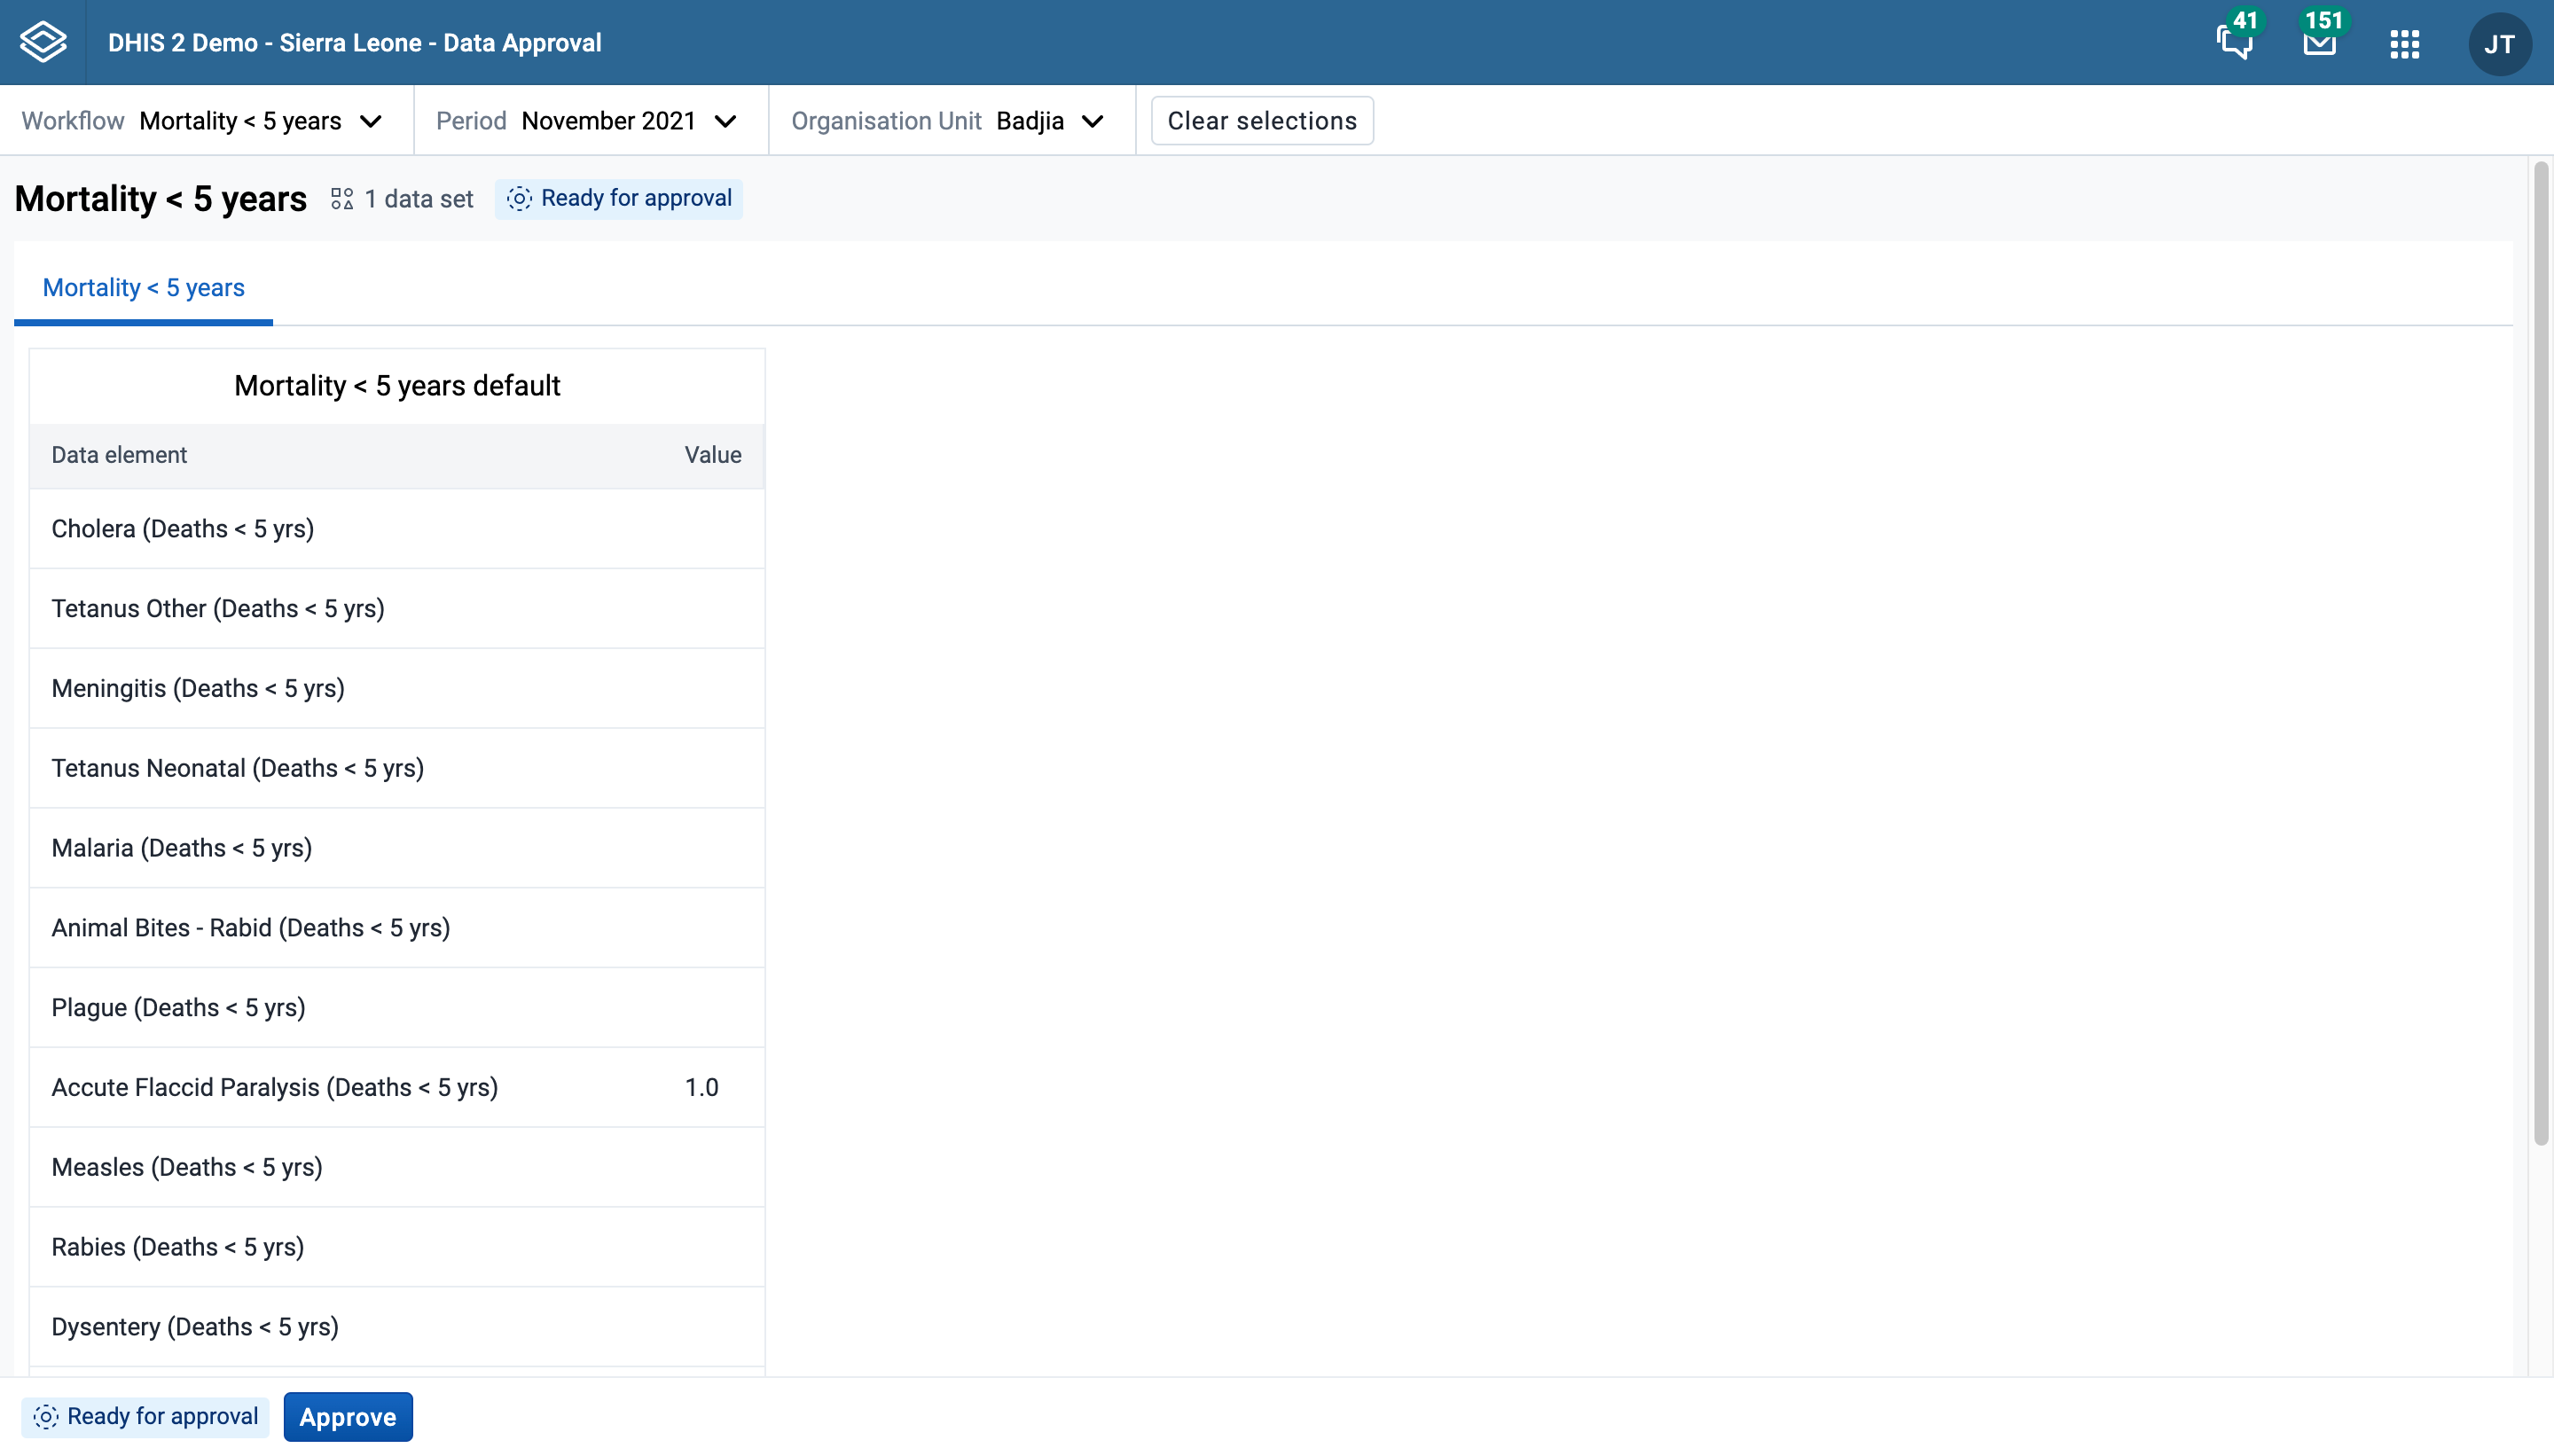 DHIS 2 Demo - Sierra Leone - Data Approval
41
151
JT
Workflow Mortality < 5 years
Period November 2021
Organisation Unit Badjia
Clear selections
Mortality < 5 years
1 data set
Ready for approval
Mortality < 5 years
Mortality < 5 years default
Data element Value
Cholera (Deaths < 5 yrs)
Tetanus Other (Deaths < 5 yrs)
Meningitis (Deaths < 5 yrs)
Tetanus Neonatal (Deaths < 5 yrs)
Malaria (Deaths < 5 yrs)
Animal Bites - Rabid (Deaths < 5 yrs)
Plague (Deaths < 5 yrs)
Accute Flaccid Paralysis (Deaths < 5 yrs) 1.0
Measles (Deaths < 5 yrs)
Rabies (Deaths < 5 yrs)
Dysentery (Deaths < 5 yrs)
Ready for approval
Approve